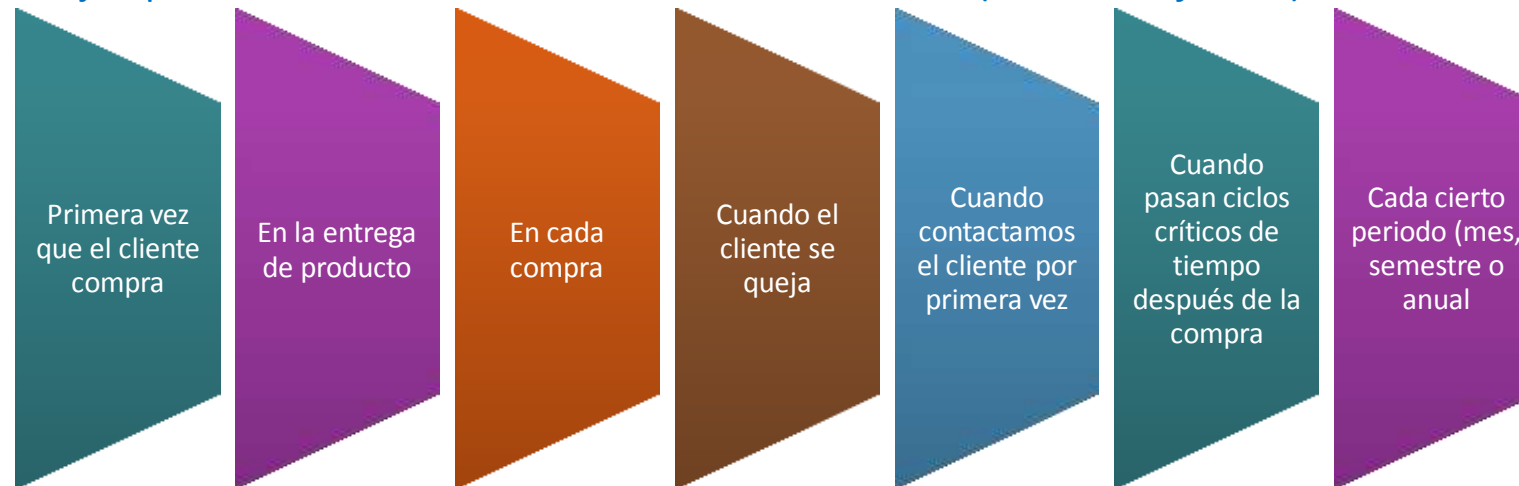 Primera vez
que el cliente
compra
En la entrega
de producto
En cada
compra
Cuando el
cliente se
queja
Cuando
contactamos
el cliente por
primera vez
Cuando
pasan ciclos
críticos de
tiempo
después de la
compra
Cada cierto
periodo (mes,
semestre o
anual